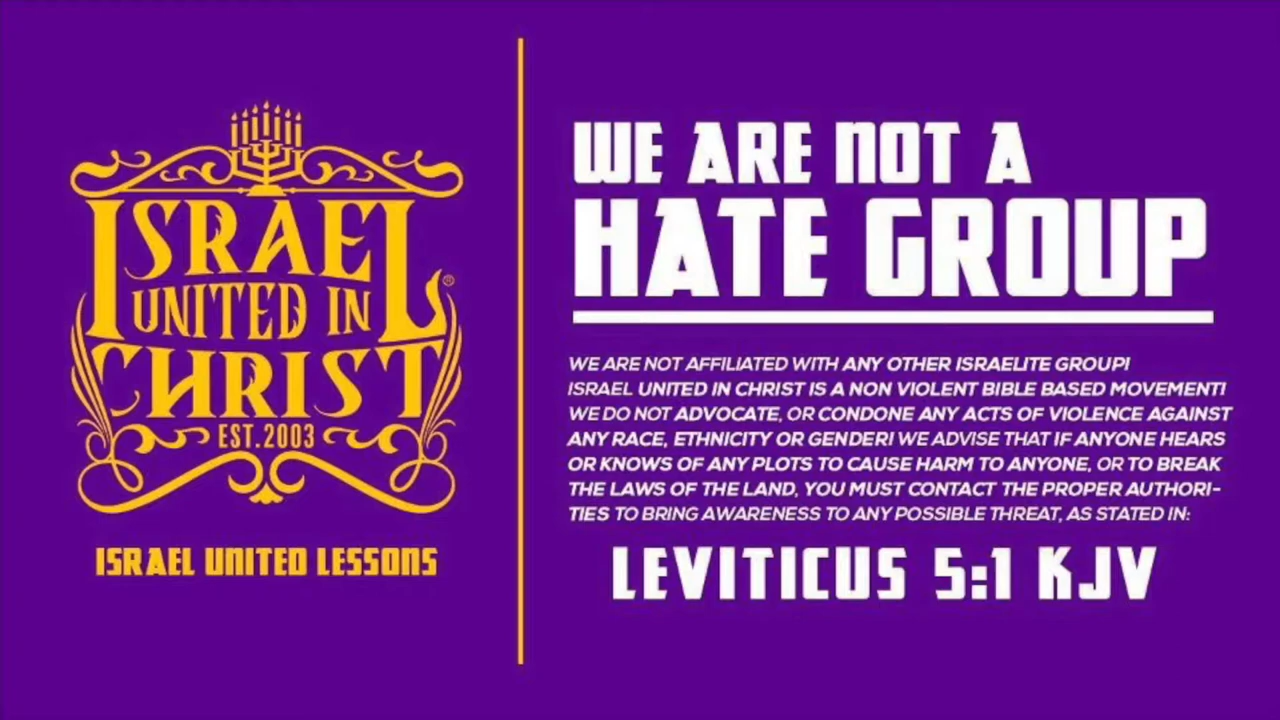 ISRAEL
UNITED IN
CHRIST
EST.2003
®
ISRAEL UNITED LESSONS
WE ARE NOT A
HATE GROUP
WE ARE NOT AFFILIATED WITH ANY OTHER ISRAELITE GROUP!
ISRAEL UNITED IN CHRIST IS A NON VIOLENT BIBLE BASED MOVEMENT!
WE DO NOT ADVOCATE, OR CONDONE ANY ACTS OF VIOLENCE AGAINST
ANY RACE, ETHNICITY OR GENDER! WE ADVISE THAT IF ANYONE HEARS
OR KNOWS OF ANY PLOTS TO CAUSE HARM TO ANYONE, OR TO BREAK
THE LAWS OF THE LAND, YOU MUST CONTACT THE PROPER AUTHORI-
TIES TO BRING AWARENESS TO ANY POSSIBLE THREAT, AS STATED IN:
LEVITICUS 5:1 KJV